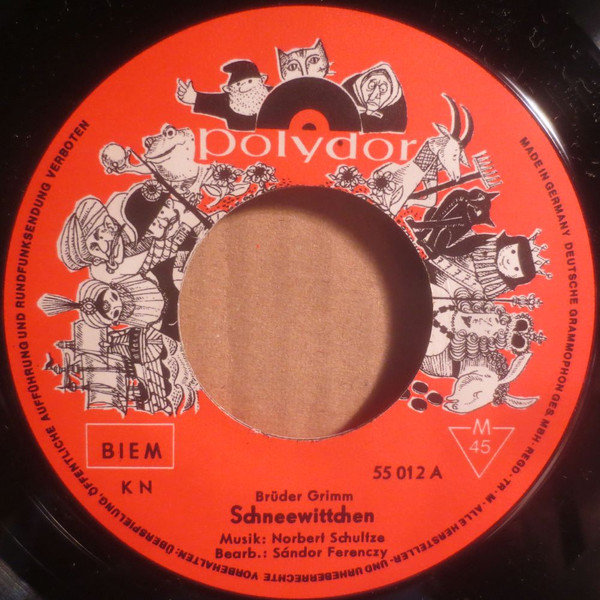 polydor
MADE IN GERMANY DEUTSCHE GRAMMOPHON GES. MBH · REGD · TR · M · ALLE HERSTELLER- UND URHEBERRECHTE VORBEHALTEN: ÜBERSPIELUNG, ÖFFENTLICHE AUFFÜHRUNG UND RUNDFUNKSENDUNG VERBOTEN
BIEM
KN
M
45
55 012 A
Brüder Grimm
Schneewittchen
Musik: Norbert Schultze
Bearb.: Sándor Ferenczy